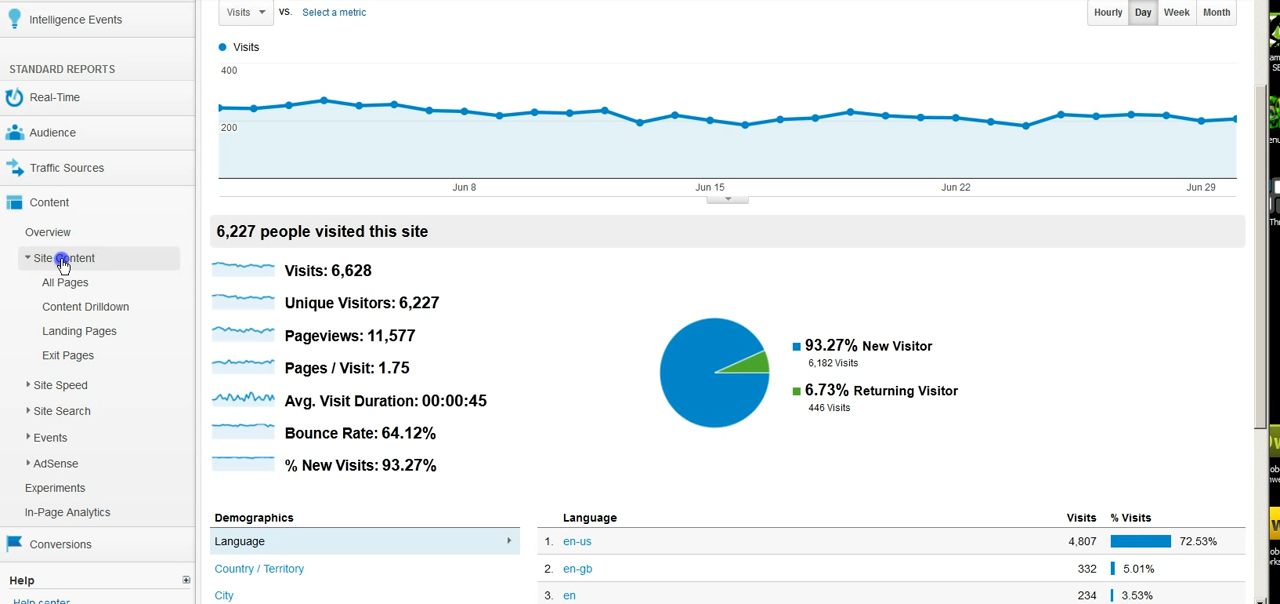 Intelligence Events
STANDARD REPORTS
Real-Time
Audience
Traffic Sources
Content
Overview
Site Content
All Pages
Content Drilldown
Landing Pages
Exit Pages
Site Speed
Site Search
Events
AdSense
Experiments
In-Page Analytics
Conversions
Help
Help center
Visits
VS.
Select a metric
Hourly
Day
Week
Month
Visits
400
200
Jun 8
Jun 15
Jun 22
Jun 29
6,227 people visited this site
Visits: 6,628
Unique Visitors: 6,227
Pageviews: 11,577
Pages / Visit: 1.75
Avg. Visit Duration: 00:00:45
Bounce Rate: 64.12%
% New Visits: 93.27%
93.27% New Visitor
6,182 Visits
6.73% Returning Visitor
446 Visits
Demographics
Language
Country / Territory
City
Language Visits % Visits
1. en-us 4,807 72.53%
2. en-gb 332 5.01%
3. en 234 3.53%